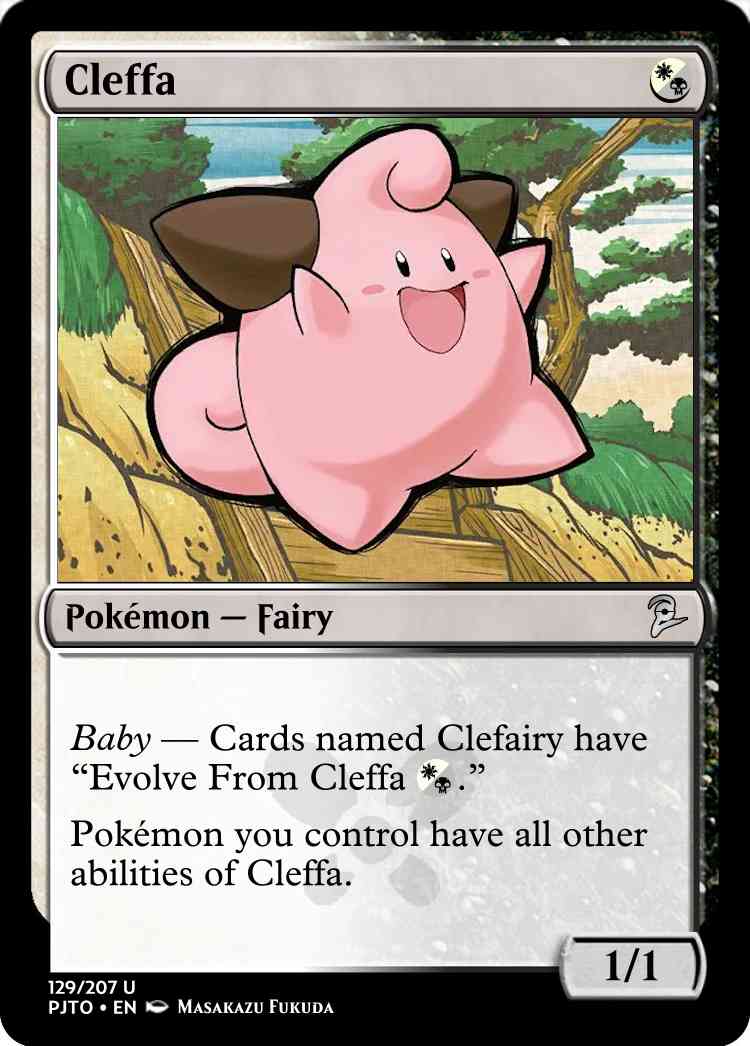 Cleffa
Pokémon — Fairy
Baby — Cards named Clefairy have
“Evolve From Cleffa .”
Pokémon you control have all other
abilities of Cleffa.
1/1
129/207 U
PJTO • EN Masakazu Fukuda